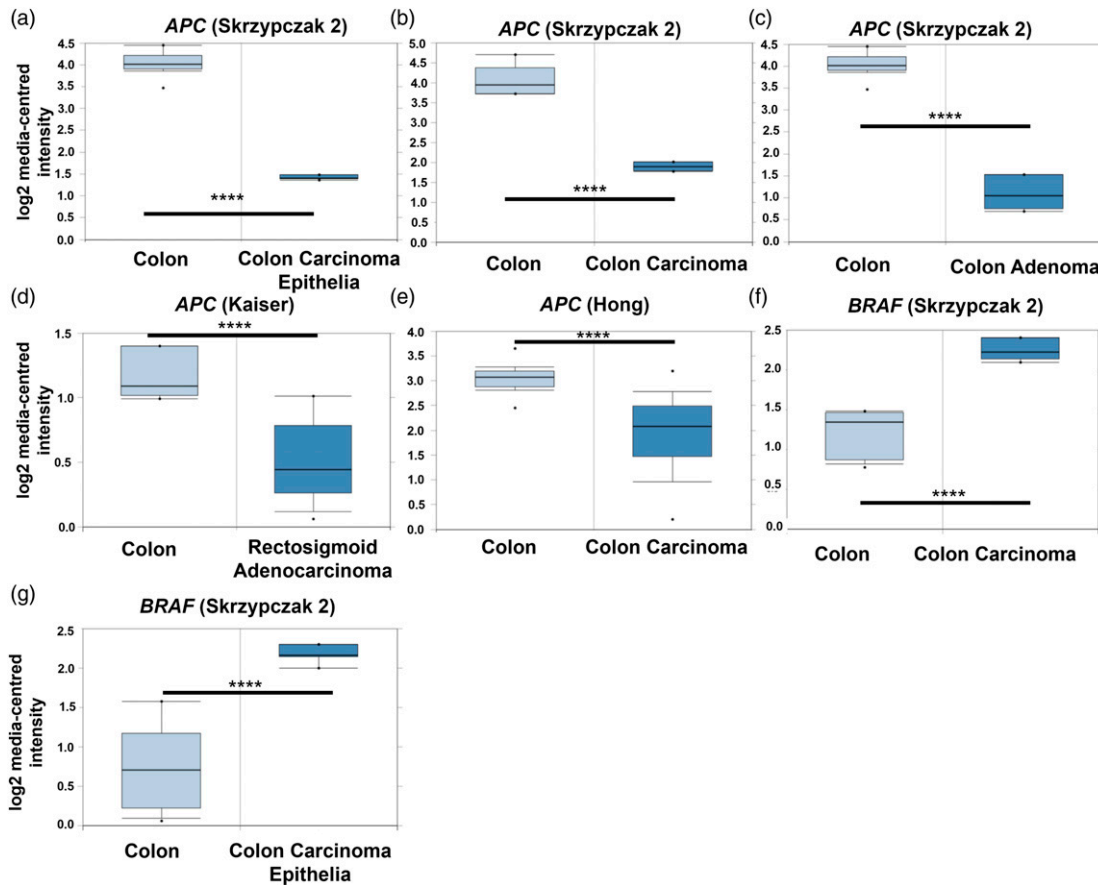 (a)
APC (Skrzypczak 2)
log2 media-centred
intensity
4.5
4.0
3.5
3.0
2.5
2.0
1.5
1.0
0.5
0.0
****
Colon
Colon Carcinoma
Epithelia
(b)
APC (Skrzypczak 2)
5.0
4.5
4.0
3.5
3.0
2.5
2.0
1.5
1.0
0.5
0.0
****
Colon
Colon Carcinoma
(c)
APC (Skrzypczak 2)
4.5
4.0
3.5
3.0
2.5
2.0
1.5
1.0
0.5
0.0
****
Colon
Colon Adenoma
(d)
APC (Kaiser)
log2 media-centred
intensity
1.5
1.0
0.5
0.0
****
Colon
Rectosigmoid
Adenocarcinoma
(e)
APC (Hong)
4.0
3.5
3.0
2.5
2.0
1.5
1.0
0.5
0.0
****
Colon
Colon Carcinoma
(f)
BRAF (Skrzypczak 2)
2.5
2.0
1.5
1.0
0.5
0.0
****
Colon
Colon Carcinoma
(g)
BRAF (Skrzypczak 2)
log2 media-centred
intensity
2.5
2.0
1.0
0.5
0.0
****
Colon
Colon Carcinoma
Epithelia